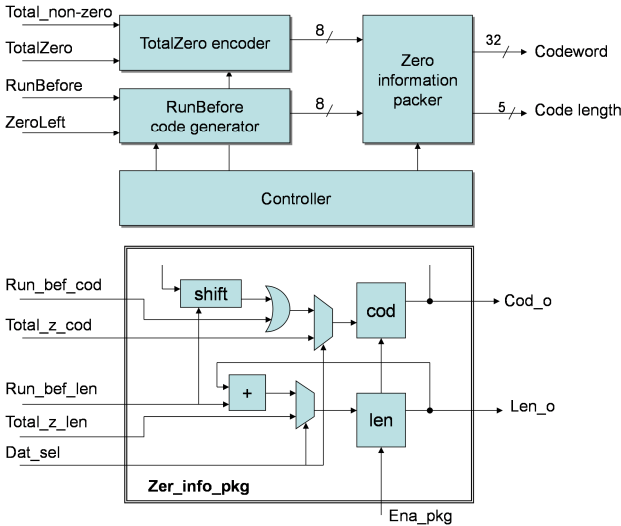 Total_non-zero
TotalZero
RunBefore
ZeroLeft
TotalZero encoder
RunBefore
code generator
8
8
Zero
information
packer
32
Codeword
5
Code length
Controller
Run_bef_cod
Total_z_cod
Run_bef_len
Total_z_len
Dat_sel
shift
cod
Cod_o
+
len
Len_o
Zer_info_pkg
Ena_pkg